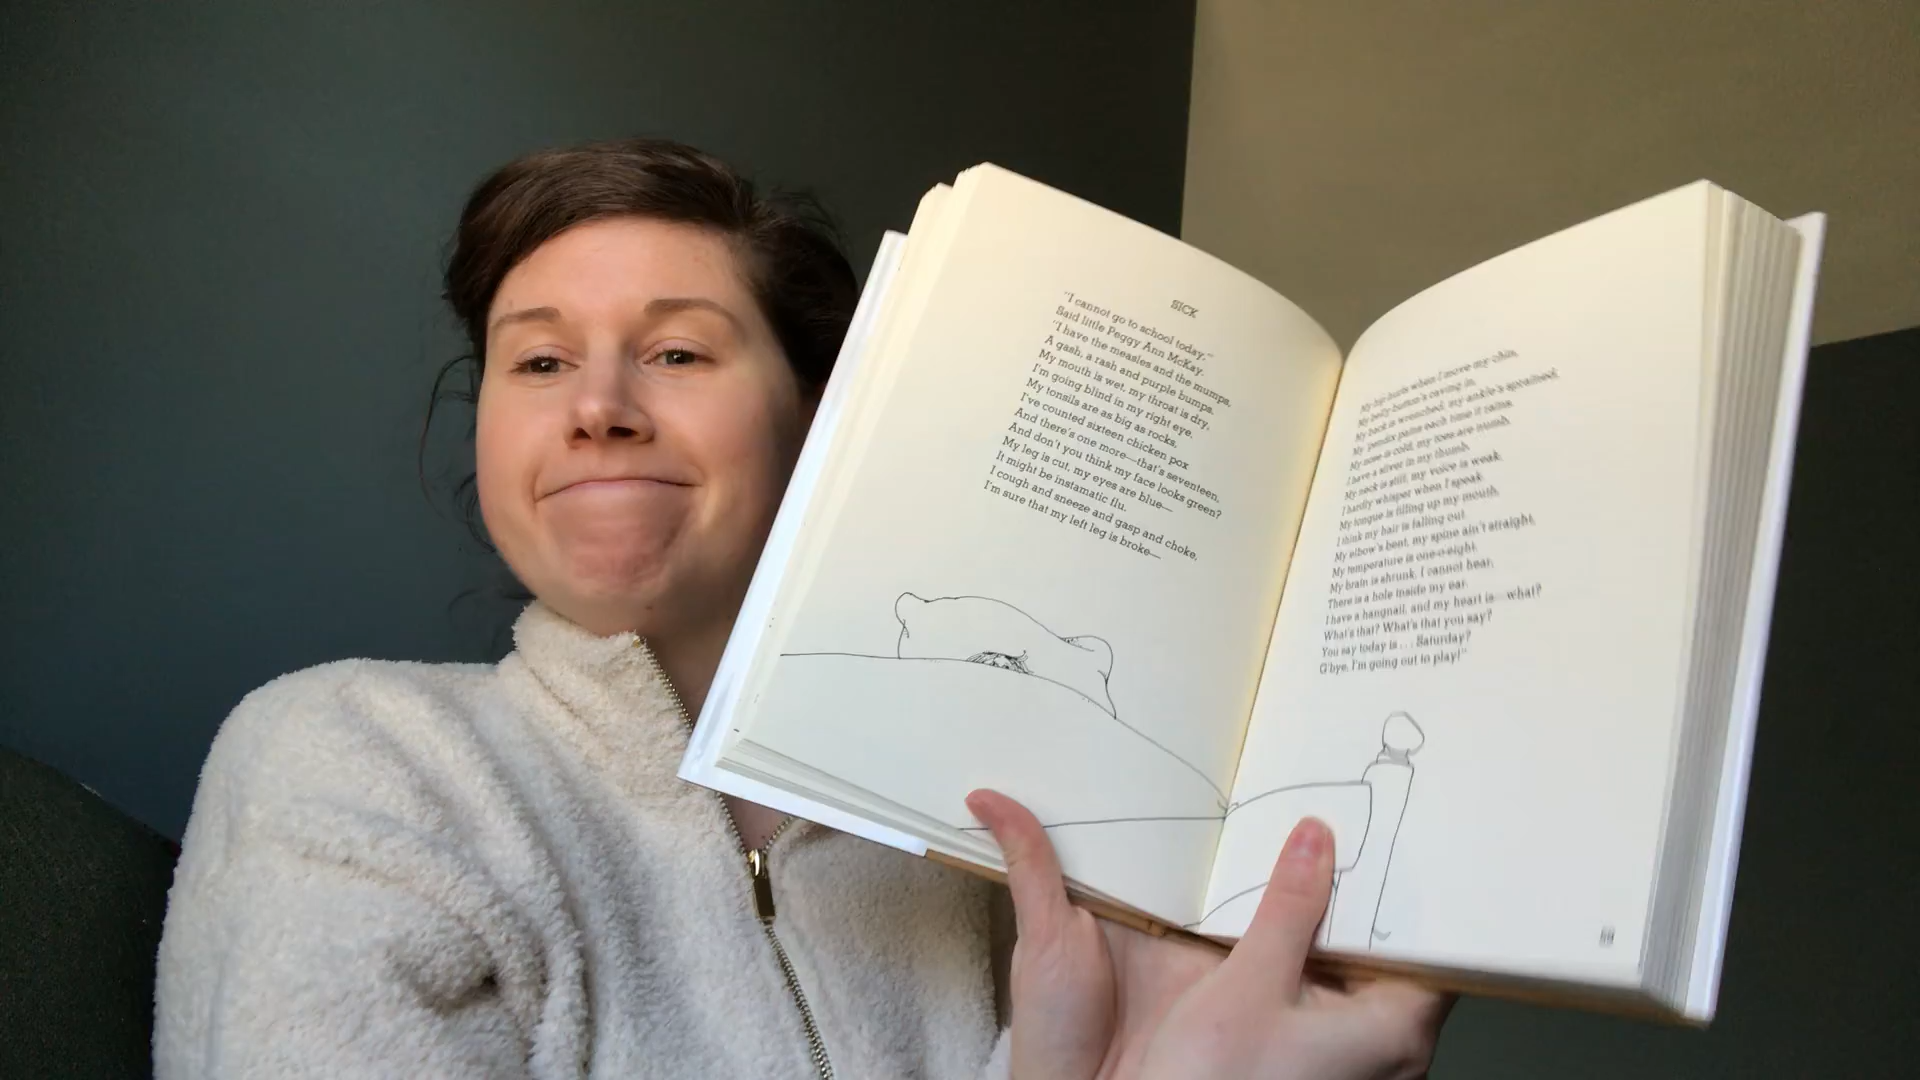 SICK
"I cannot go to school today,"
Said little Peggy Ann McKay.
"I have the measles and the mumps,
A gash, a rash and purple bumps.
My mouth is wet, my throat is dry,
I'm going blind in my right eye.
My tonsils are as big as rocks,
I've counted sixteen chicken pox
And there's one more—that's seventeen,
And don't you think my face looks green?
My leg is cut, my eyes are blue—
It might be instamatic flu.
I cough and sneeze and gasp and choke,
I'm sure that my left leg is broke—
My hip hurts when I move my chin,
My belly button's caving in,
My back is wrenched, my ankle's sprained,
My 'pendix pains each time it rains.
My nose is cold, my toes are numb,
I have a sliver in my thumb.
My neck is stiff, my voice is weak,
I hardly whisper when I speak.
My tongue is filling up my mouth,
I think my hair is falling out.
My elbow's bent, my spine ain't straight,
My temperature is one-o-eight.
My brain is shrunk, I cannot hear,
There is a hole inside my ear.
I have a hangnail, and my heart is—what?
What's that? What's that you say?
You say today is . . . Saturday?
G'bye, I'm going out to play!"